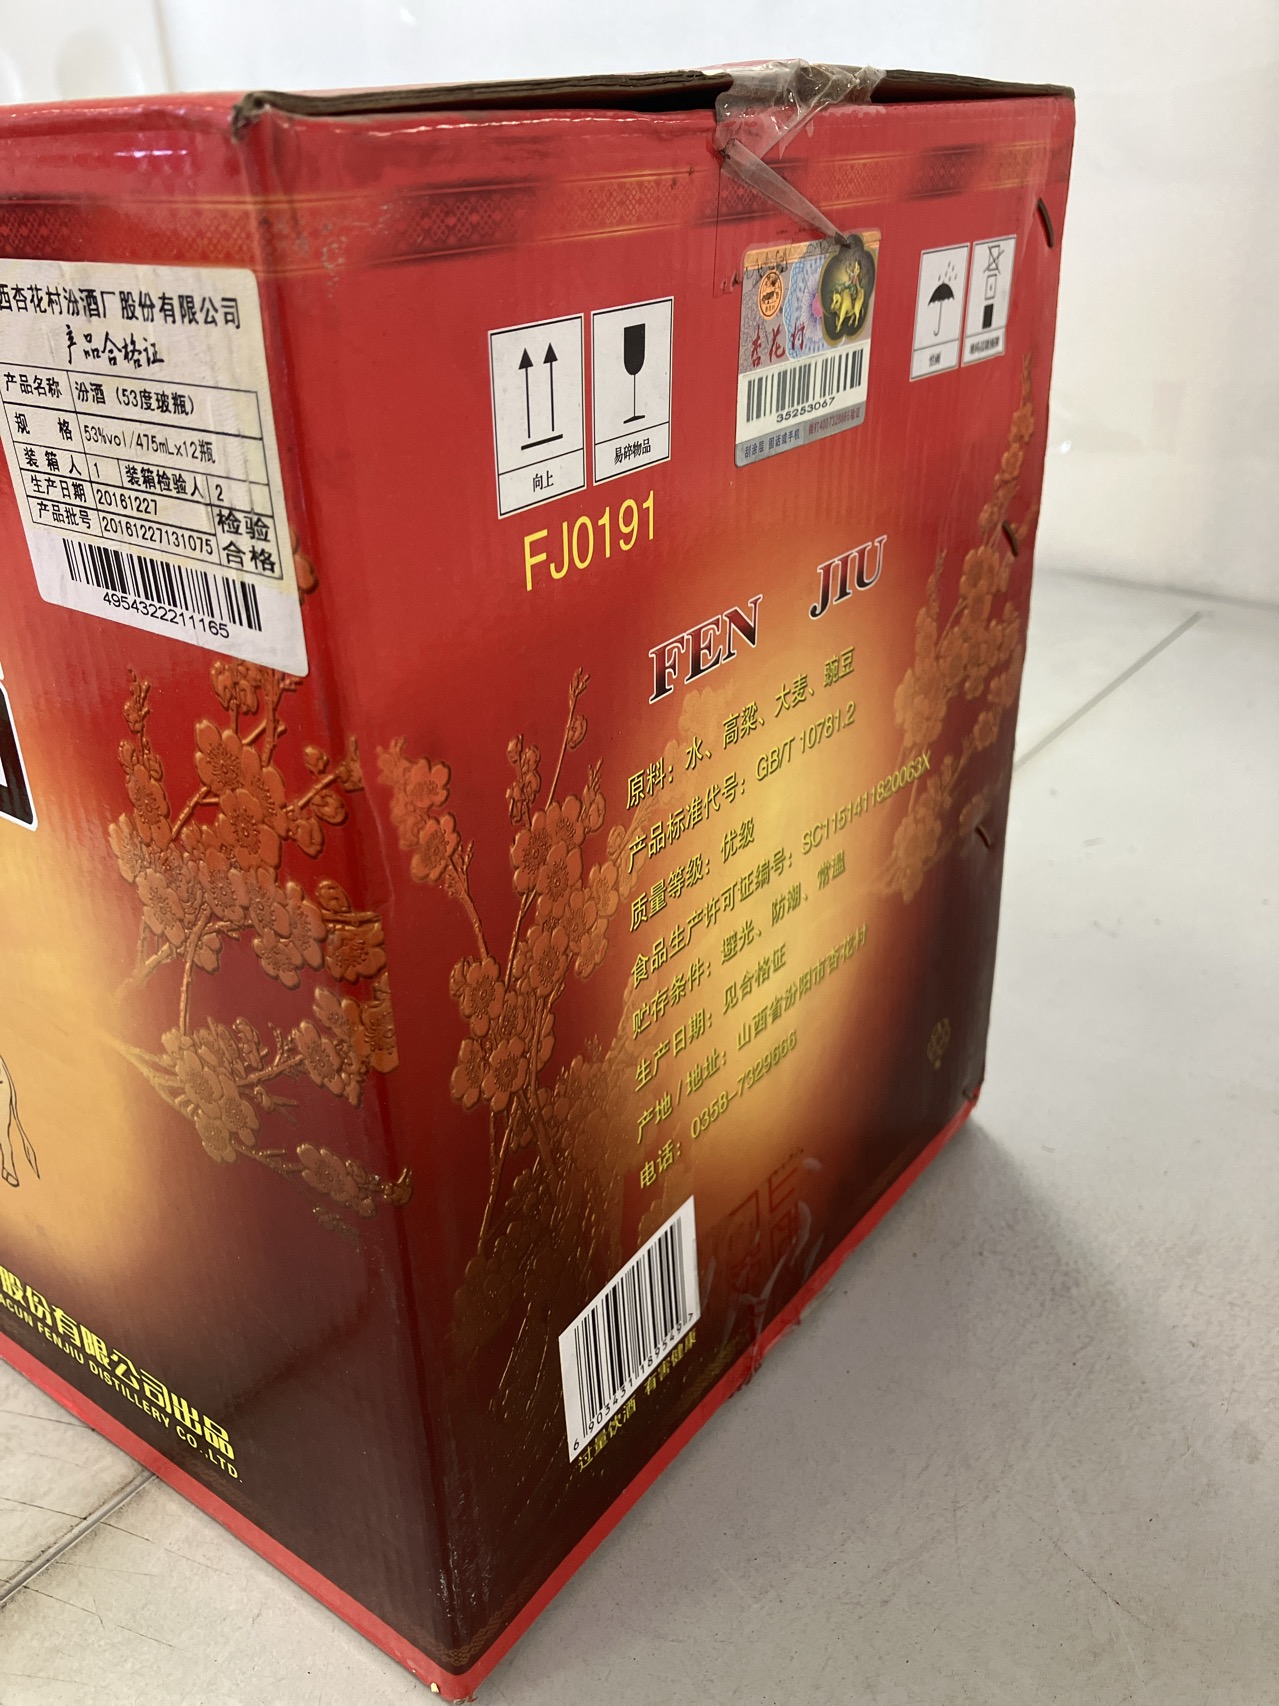 西杏花村汾酒厂股份有限公司
产品合格证
产品名称 汾酒（53度玻瓶）
规 格 53%vol/475mL×12瓶
装箱人 1 装箱检验人 2
生产日期 20161227
产品批号 20161227131075
检验
合格
4954322211165
股份有限公司出品
ACUN FENJIU DISTILLERY CO.,LTD.
向上
易碎物品
杏花村
35253067
怕雨
FJ0191
FEN JIU
原料：水、高粱、大麦、豌豆
产品标准代号：GB/T 10781.2
质量等级：优级
食品生产许可证编号：SC1151411820063X
贮存条件：避光、防潮、常温
生产日期：见合格证
产地/地址：山西省汾阳市杏花村
电话：0358-7329666
过量饮酒 有害健康